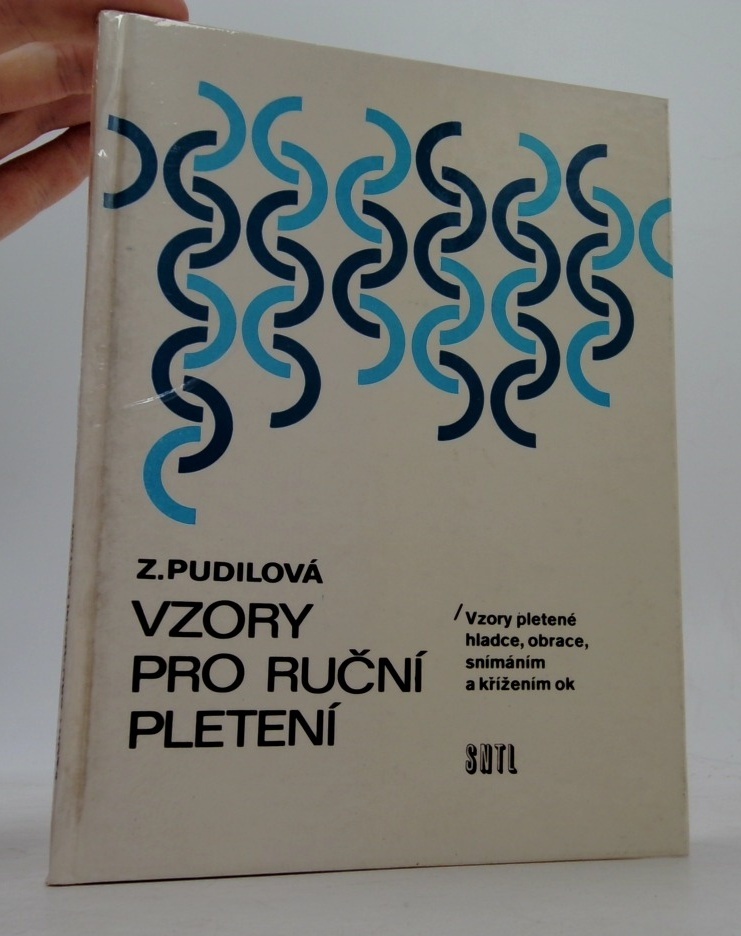 Z. PUDILOVÁ
VZORY
PRO RUČNÍ
PLETENÍ
/ Vzory pletené
hladce, obrace,
snímáním
a křížením ok
SNTL